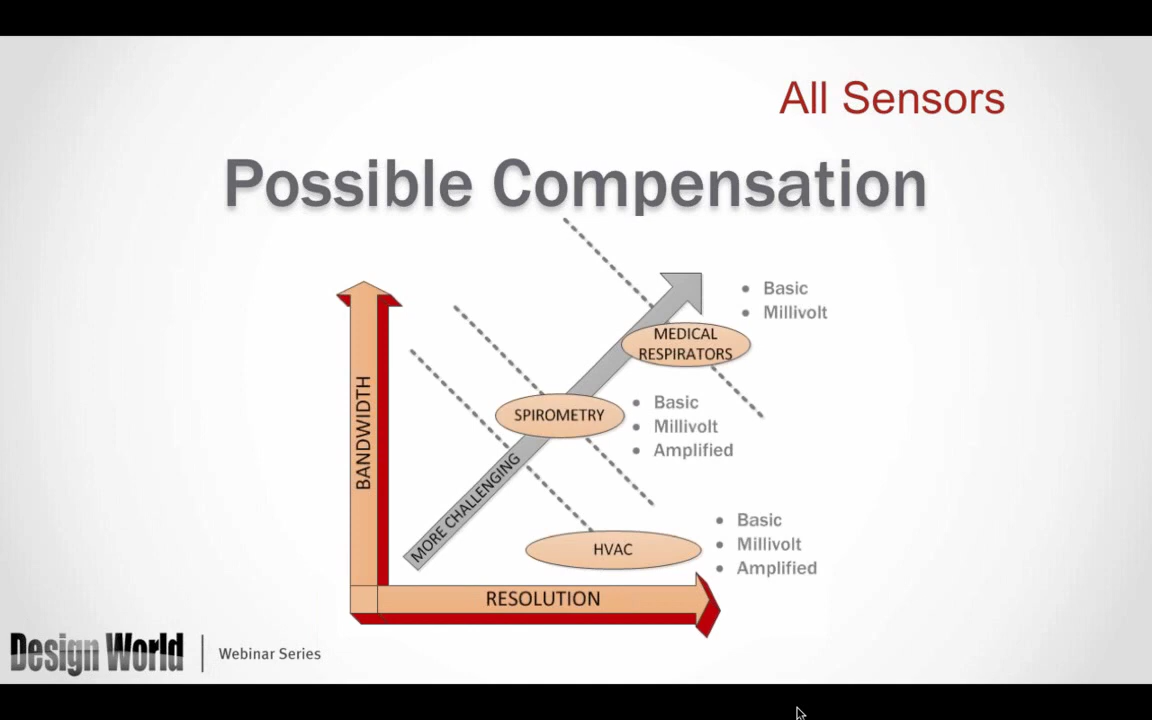 All Sensors
Possible Compensation
• Basic
• Millivolt
MEDICAL
RESPIRATORS
BANDWIDTH
SPIROMETRY
• Basic
• Millivolt
• Amplified
MORE CHALLENGING
HVAC
• Basic
• Millivolt
• Amplified
RESOLUTION
Design World
Webinar Series